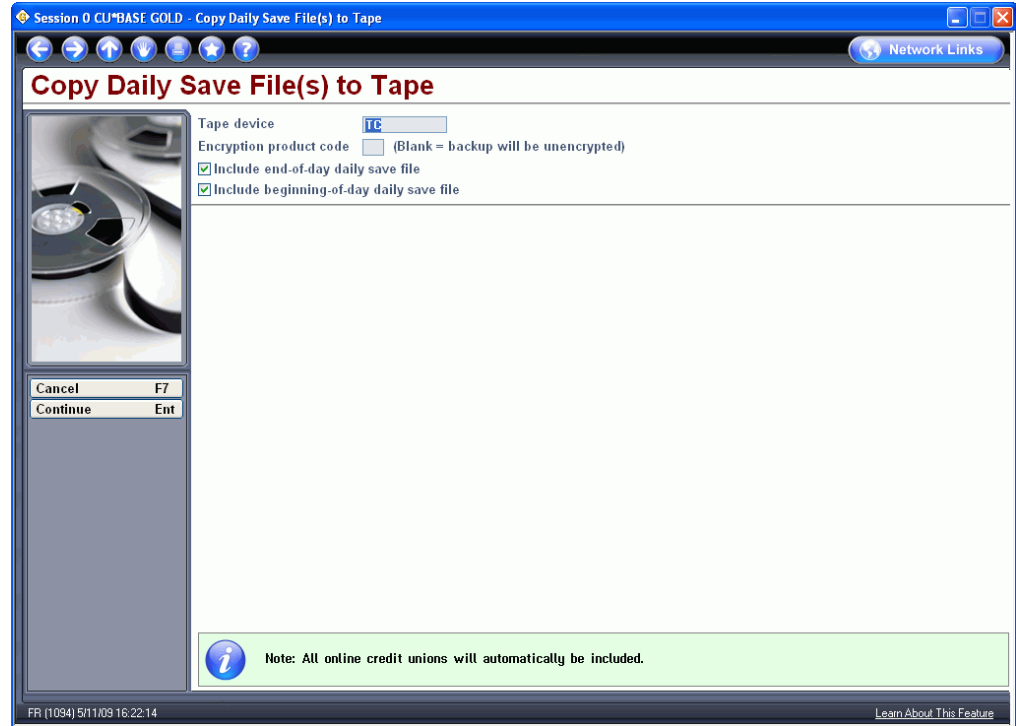 Session 0 CU*BASE GOLD - Copy Daily Save File(s) to Tape
Network Links
Copy Daily Save File(s) to Tape
Tape device TC
Encryption product code (Blank = backup will be unencrypted)
Include end-of-day daily save file
Include beginning-of-day daily save file
Cancel F7
Continue Ent
Note: All online credit unions will automatically be included.
FR (1094) 5/11/09 16:22:14 Learn About This Feature